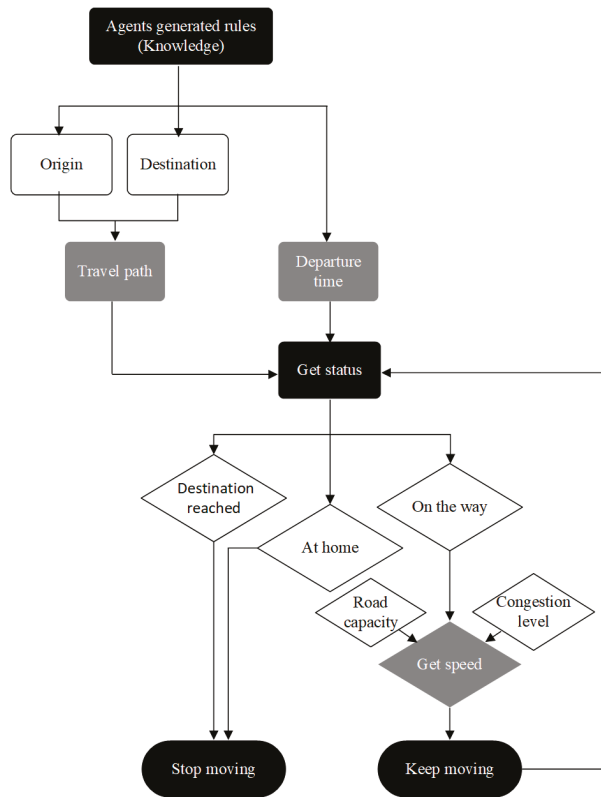 Agents generated rules
(Knowledge)
Origin
Destination
Travel path
Departure
time
Get status
Destination
reached
At home
On the way
Road
capacity
Congestion
level
Get speed
Stop moving
Keep moving